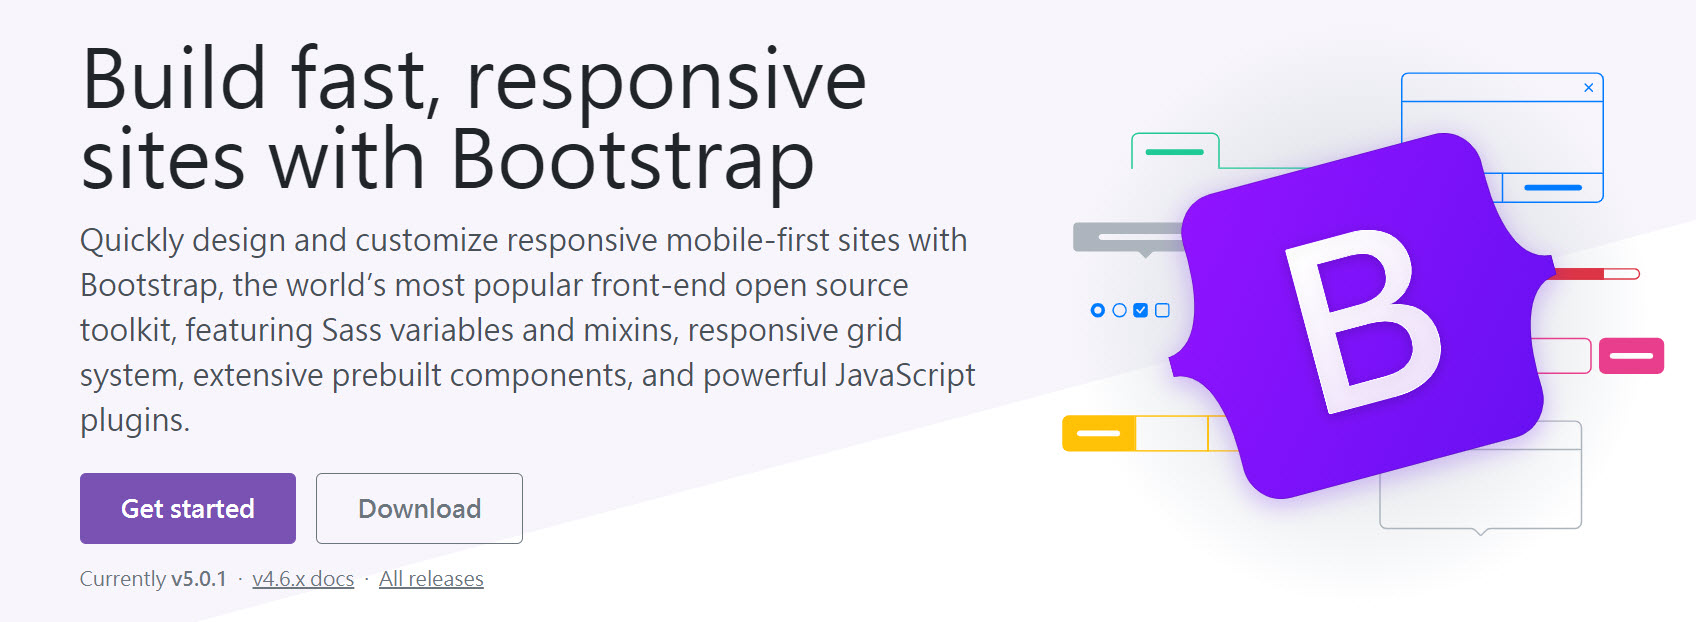 Build fast, responsive
sites with Bootstrap
Quickly design and customize responsive mobile-first sites with
Bootstrap, the world’s most popular front-end open source
toolkit, featuring Sass variables and mixins, responsive grid
system, extensive prebuilt components, and powerful JavaScript
plugins.
Get started Download
Currently v5.0.1 · v4.6.x docs · All releases
B